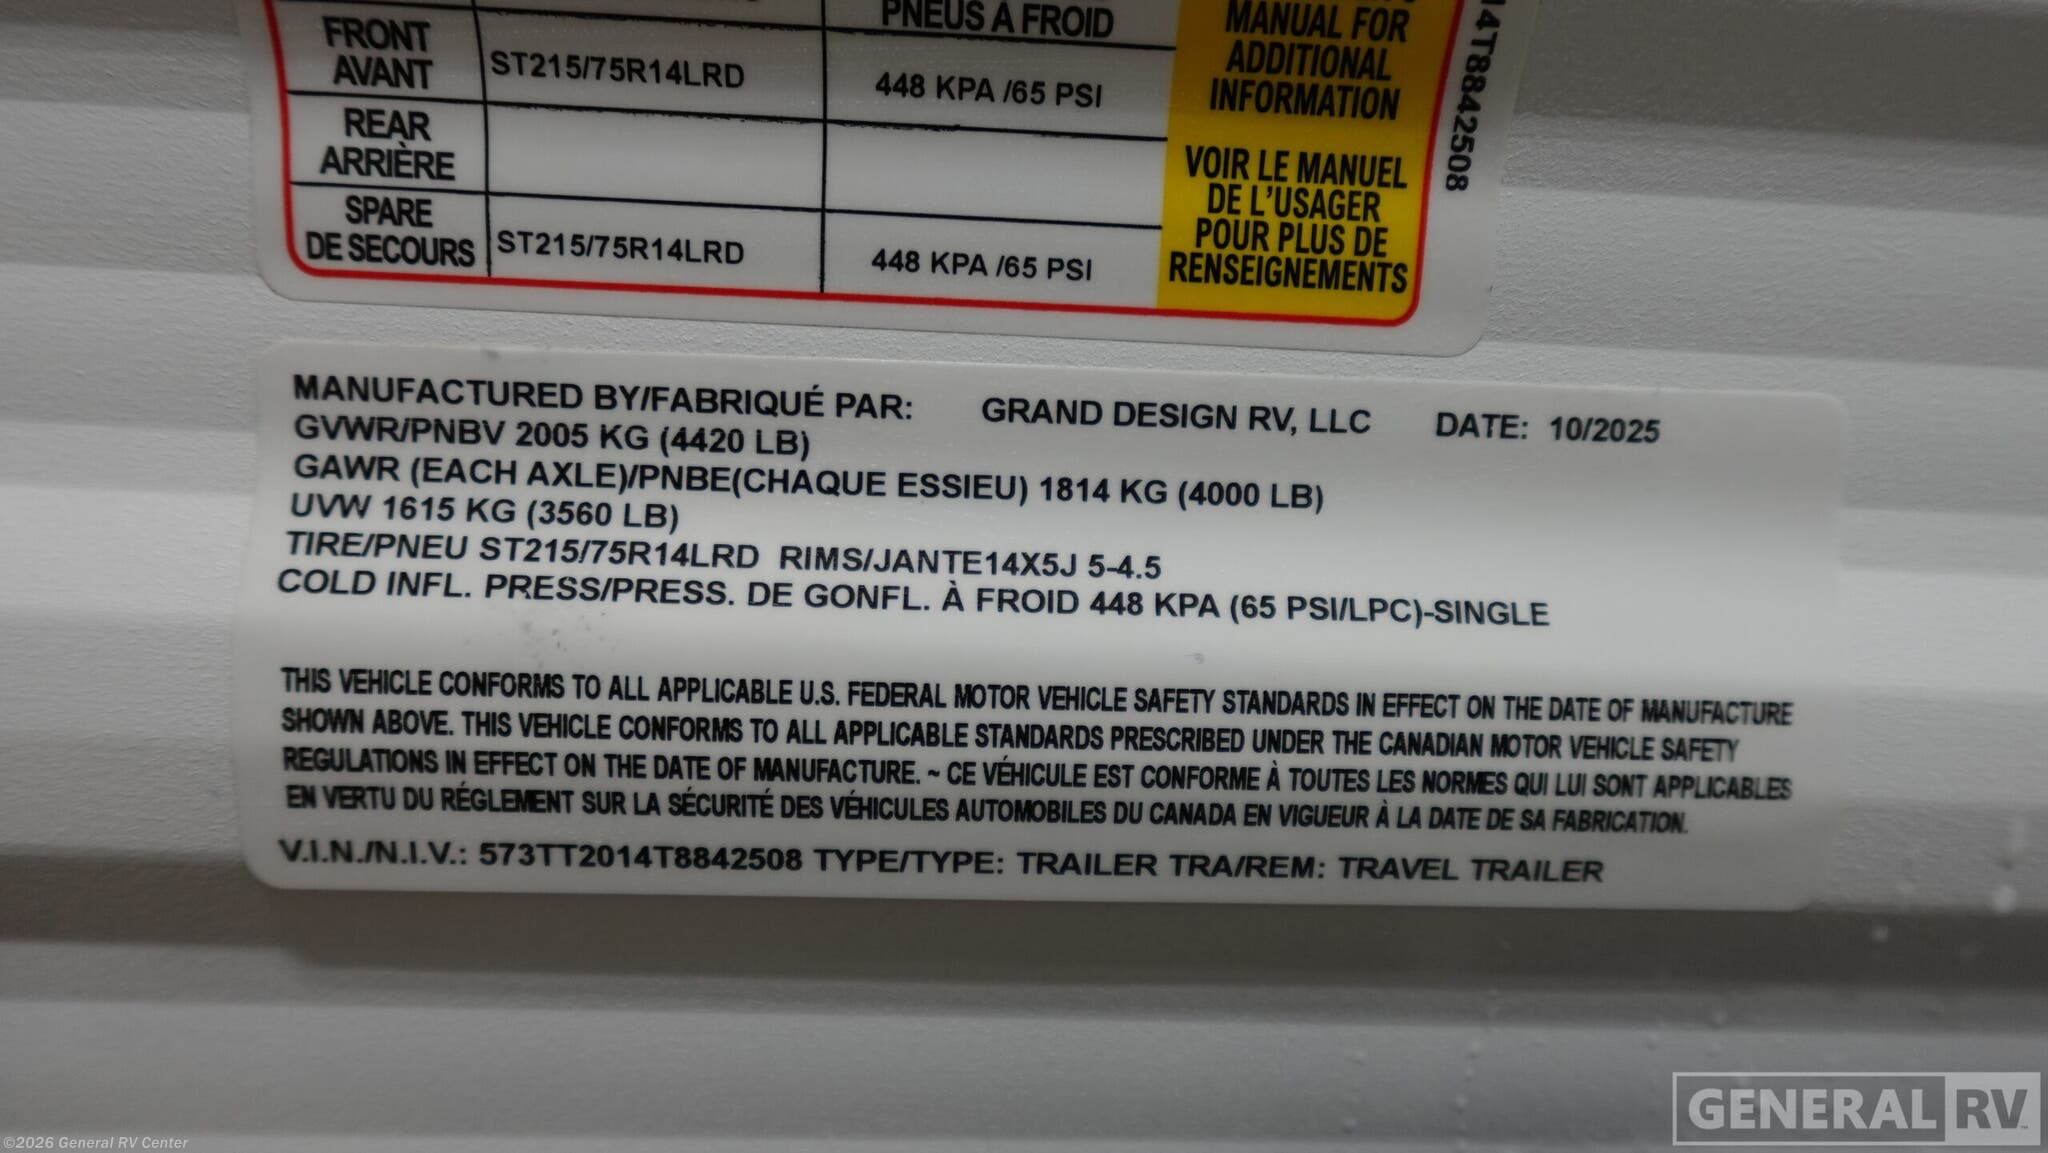 PNEUS A FROID
FRONT
AVANT
ST215/75R14LRD
448 KPA /65 PSI
REAR
ARRIÈRE
SPARE
DE SECOURS
ST215/75R14LRD
448 KPA /65 PSI
MANUAL FOR
ADDITIONAL
INFORMATION
VOIR LE MANUEL
DE L'USAGER
POUR PLUS DE
RENSEIGNEMENTS
14T8842508
MANUFACTURED BY/FABRIQUÉ PAR: GRAND DESIGN RV, LLC DATE: 10/2025
GVWR/PNBV 2005 KG (4420 LB)
GAWR (EACH AXLE)/PNBE(CHAQUE ESSIEU) 1814 KG (4000 LB)
UVW 1615 KG (3560 LB)
TIRE/PNEU ST215/75R14LRD RIMS/JANTE14X5J 5-4.5
COLD INFL. PRESS/PRESS. DE GONFL. À FROID 448 KPA (65 PSI/LPC)-SINGLE
THIS VEHICLE CONFORMS TO ALL APPLICABLE U.S. FEDERAL MOTOR VEHICLE SAFETY STANDARDS IN EFFECT ON THE DATE OF MANUFACTURE
SHOWN ABOVE. THIS VEHICLE CONFORMS TO ALL APPLICABLE STANDARDS PRESCRIBED UNDER THE CANADIAN MOTOR VEHICLE SAFETY
REGULATIONS IN EFFECT ON THE DATE OF MANUFACTURE. ~ CE VÉHICULE EST CONFORME À TOUTES LES NORMES QUI LUI SONT APPLICABLES
EN VERTU DU RÉGLEMENT SUR LA SÉCURITÉ DES VÉHICULES AUTOMOBILES DU CANADA EN VIGUEUR À LA DATE DE SA FABRICATION.
V.I.N./N.I.V.: 573TT2014T8842508 TYPE/TYPE: TRAILER TRA/REM: TRAVEL TRAILER
GENERAL RV
©2026 General RV Center